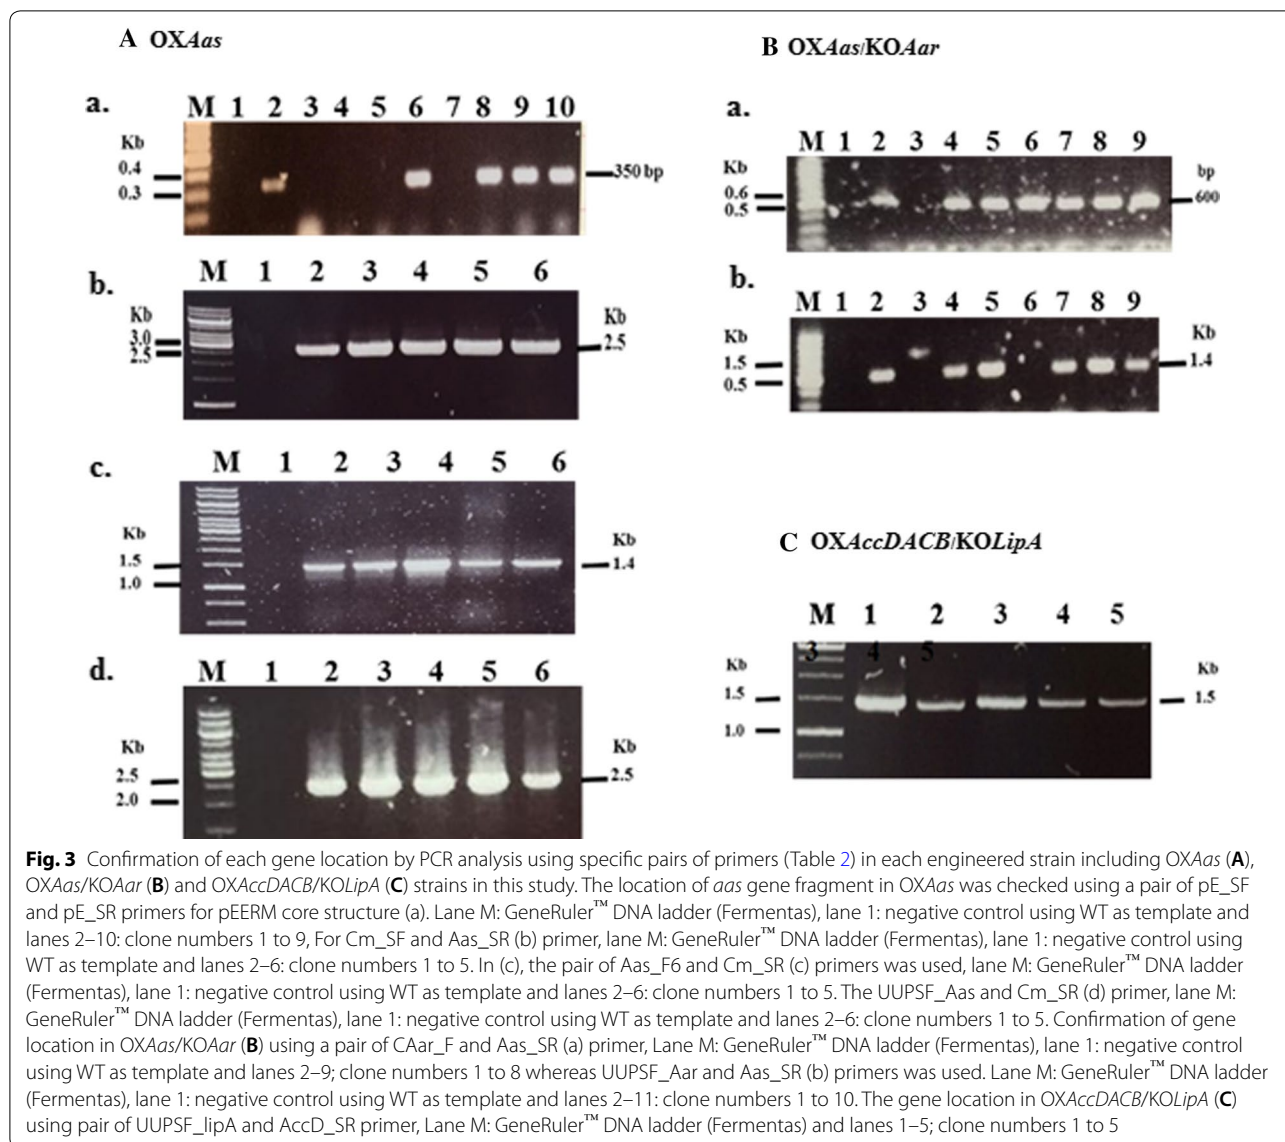 A OXAas
a. M 1 2 3 4 5 6 7 8 9 10
Kb
0.4
0.3
350 bp
b. M 1 2 3 4 5 6
Kb
3.0
2.5
Kb
2.5
c. M 1 2 3 4 5 6
Kb
1.5
1.0
Kb
1.4
d. M 1 2 3 4 5 6
Kb
2.5
2.0
Kb
2.5
B OXAas/KOAar
a.
M 1 2 3 4 5 6 7 8 9
Kb
0.6
0.5
bp
600
b.
M 1 2 3 4 5 6 7 8 9
Kb
1.5
0.5
Kb
1.4
C OXAccDACB/KOLipA
M 1 2 3 4 5
3 4 5
Kb
1.5
1.0
Kb
1.5
Fig. 3 Confirmation of each gene location by PCR analysis using specific pairs of primers (Table 2) in each engineered strain including OXAas (A),
OXAas/KOAar (B) and OXAccDACB/KOLipA (C) strains in this study. The location of aas gene fragment in OXAas was checked using a pair of pE_SF
and pE_SR primers for pEERM core structure (a). Lane M: GeneRuler™ DNA ladder (Fermentas), lane 1: negative control using WT as template and
lanes 2–10: clone numbers 1 to 9, For Cm_SF and Aas_SR (b) primer, lane M: GeneRuler™ DNA ladder (Fermentas), lane 1: negative control using
WT as template and lanes 2–6: clone numbers 1 to 5. In (c), the pair of Aas_F6 and Cm_SR (c) primers was used, lane M: GeneRuler™ DNA ladder
(Fermentas), lane 1: negative control using WT as template and lanes 2–6: clone numbers 1 to 5. The UUPSF_Aas and Cm_SR (d) primer, lane M:
GeneRuler™ DNA ladder (Fermentas), lane 1: negative control using WT as template and lanes 2–6: clone numbers 1 to 5. Confirmation of gene
location in OXAas/KOAar (B) using a pair of CAar_F and Aas_SR (a) primer, Lane M: GeneRuler™ DNA ladder (Fermentas), lane 1: negative control
using WT as template and lanes 2–9; clone numbers 1 to 8 whereas UUPSF_Aar and Aas_SR (b) primers was used. Lane M: GeneRuler™ DNA ladder
(Fermentas), lane 1: negative control using WT as template and lanes 2–11: clone numbers 1 to 10. The gene location in OXAccDACB/KOLipA (C)
using pair of UUPSF_lipA and AccD_SR primer, Lane M: GeneRuler™ DNA ladder (Fermentas) and lanes 1–5; clone numbers 1 to 5